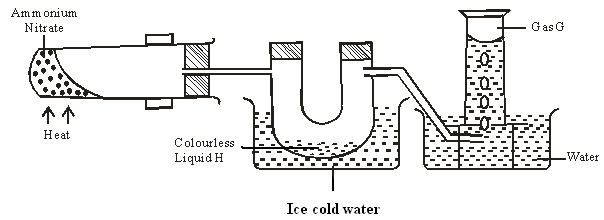 Ammonium
Nitrate
Heat
Colourless
Liquid H
Gas G
Water
Ice cold water